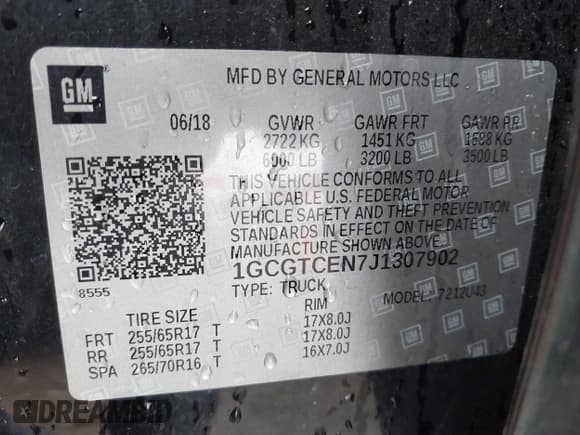 GM
MFD BY GENERAL MOTORS LLC
06/18 GVWR GAWR FRT GAWR RR
2722 KG 1451 KG 1588 KG
6000 LB 3200 LB 3500 LB
THIS VEHICLE CONFORMS TO ALL
APPLICABLE U.S. FEDERAL MOTOR
VEHICLE SAFETY AND THEFT PREVENTION
STANDARDS IN EFFECT ON THE DATE OF
MANUFACTURE SHOWN ABOVE.
1GCGTCEN7J1307902
8555
TYPE: TRUCK MODEL: 7212U43
TIRE SIZE RIM
FRT 255/65R17 T 17X8.0J
RR 255/65R17 T 17X8.0J
SPA 265/70R16 T 16X7.0J
DREAMBID